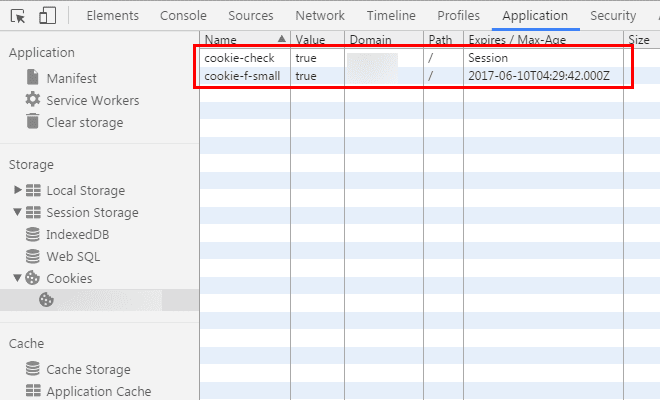 Elements Console Sources Network Timeline Profiles Application Security
Application
Manifest
Service Workers
Clear storage
Storage
Local Storage
Session Storage
IndexedDB
Web SQL
Cookies
Cache
Cache Storage
Application Cache
Name Value Domain Path Expires / Max-Age Size
cookie-check true / Session
cookie-f-small true / 2017-06-10T04:29:42.000Z